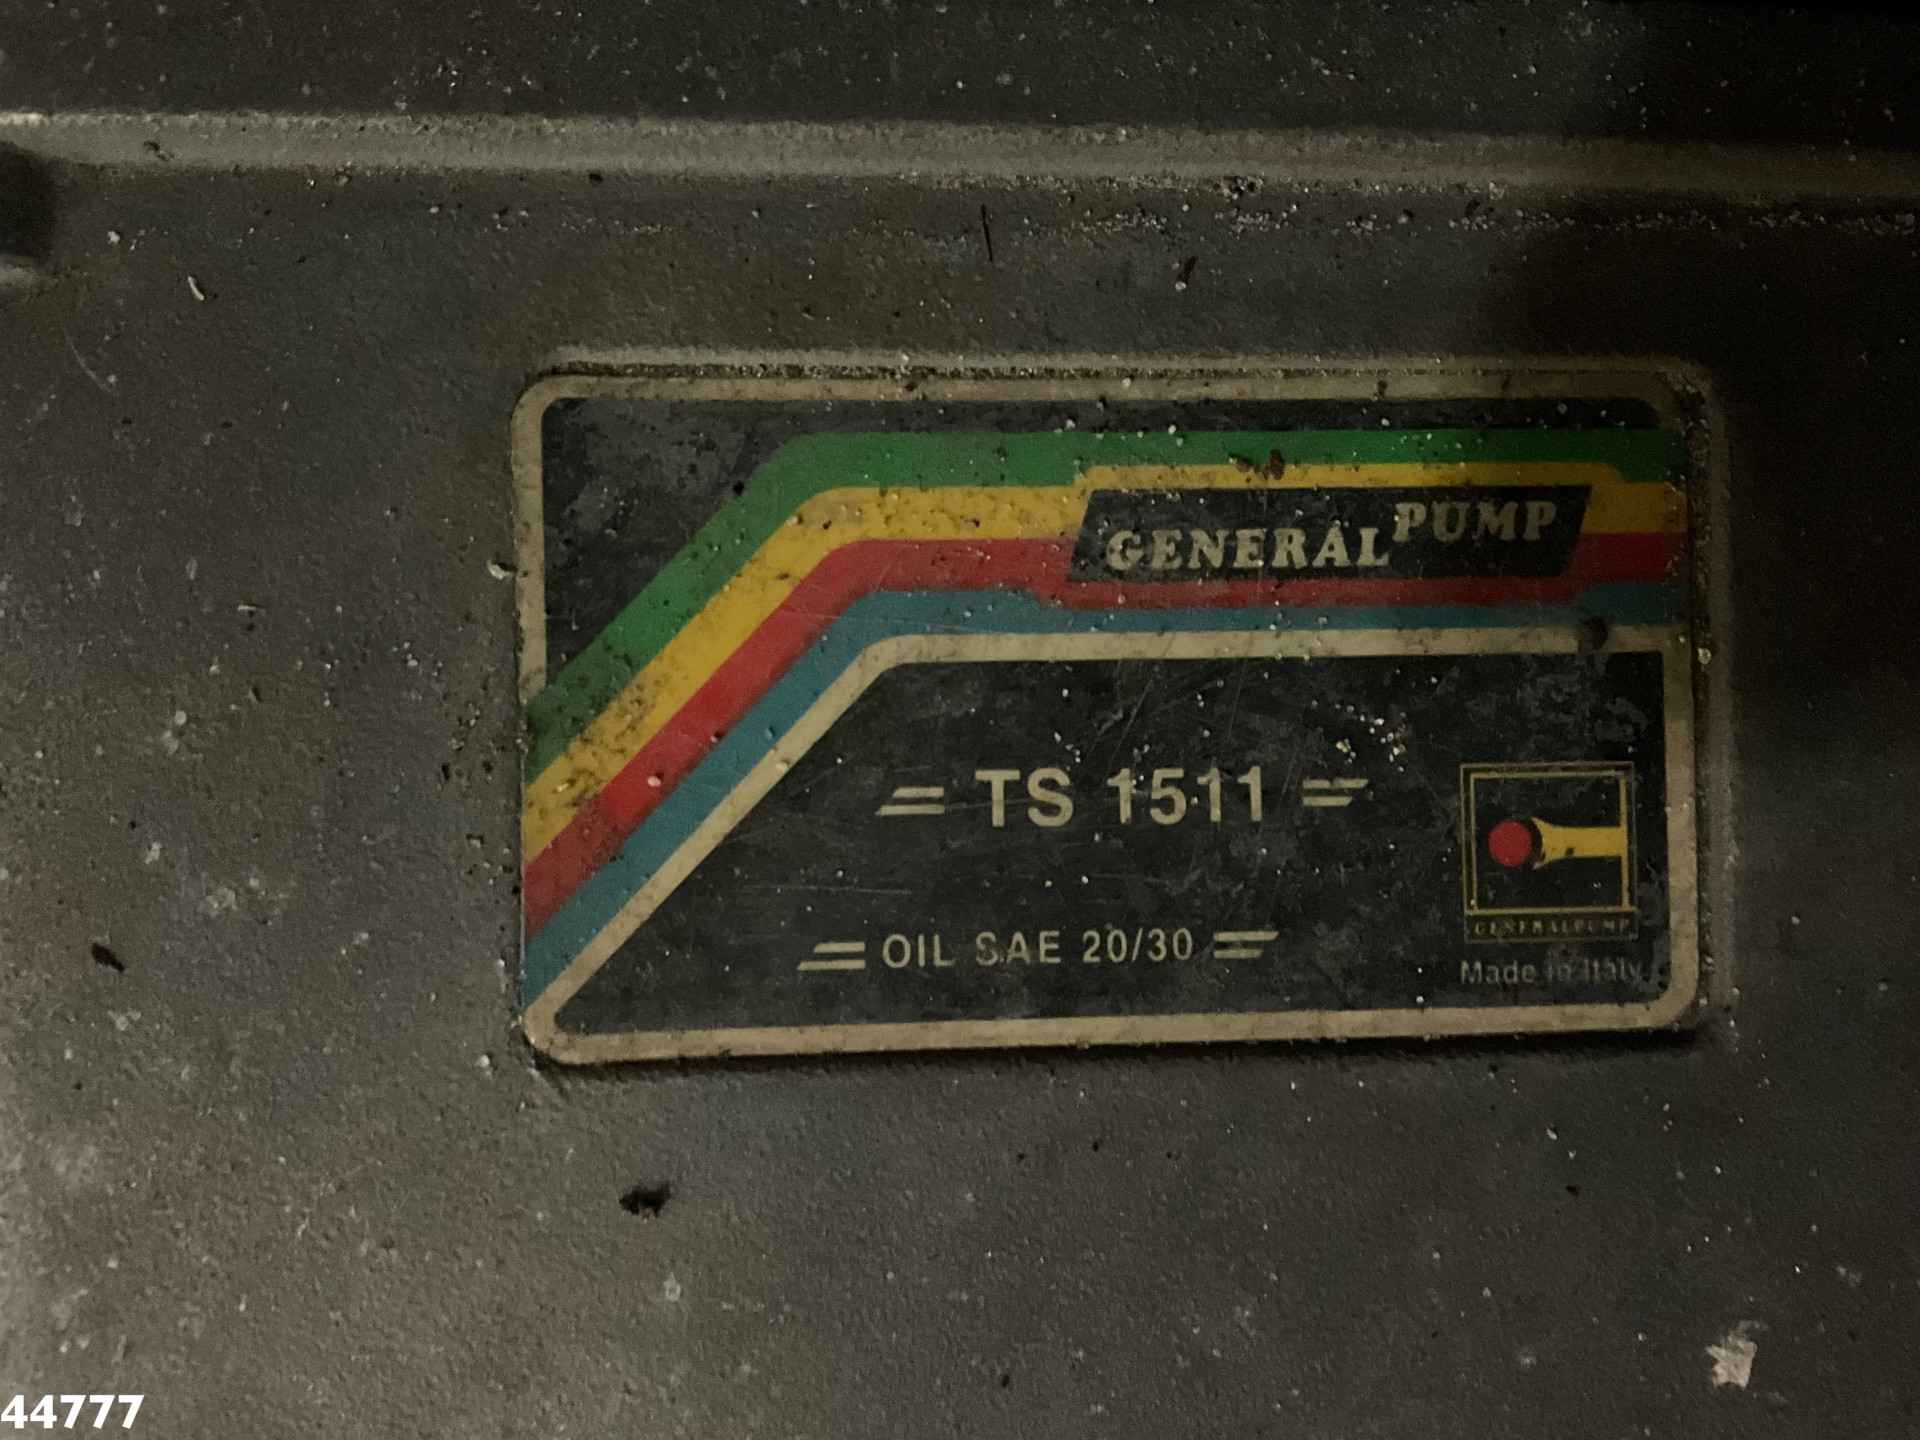 GENERAL PUMP
TS 1511
OIL SAE 20/30
GENERALPUMP
Made in Italy
44777